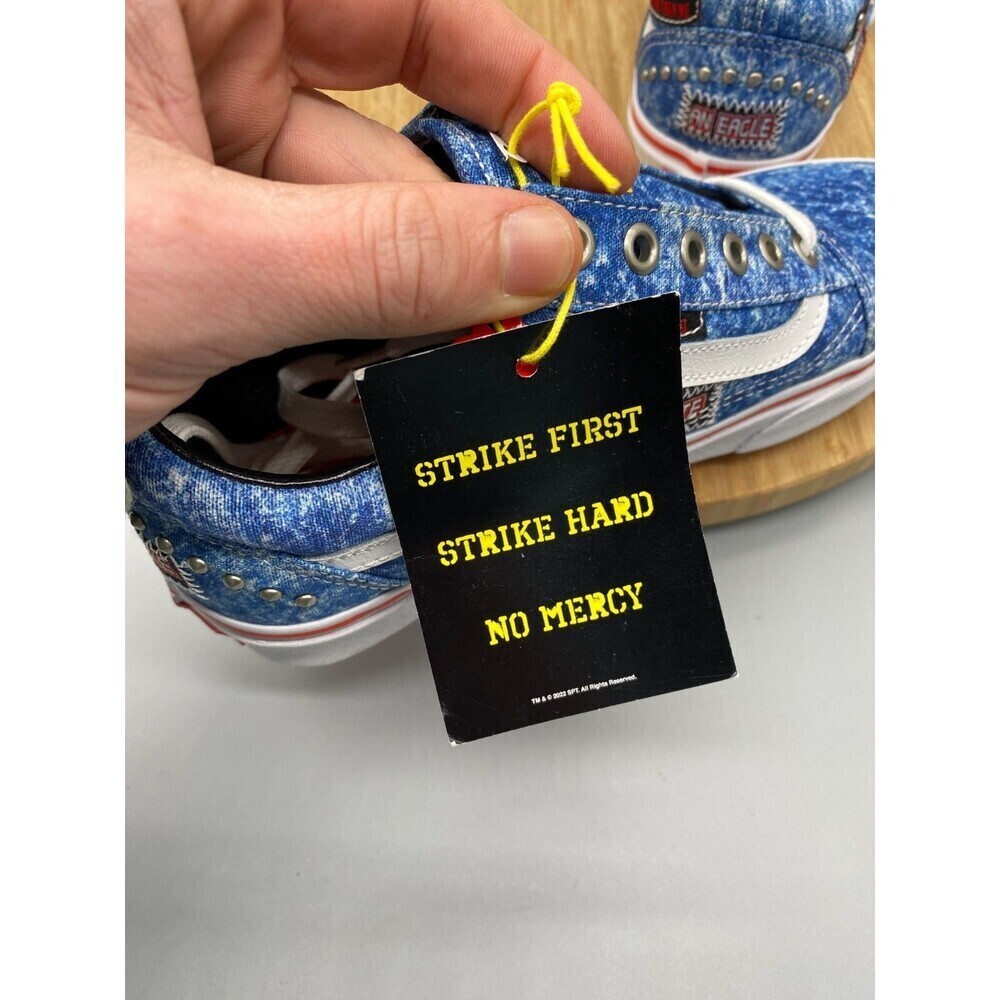 AN EAGLE
STRIKE FIRST
STRIKE HARD
NO MERCY
TM & © 2022 SPT. All Rights Reserved.